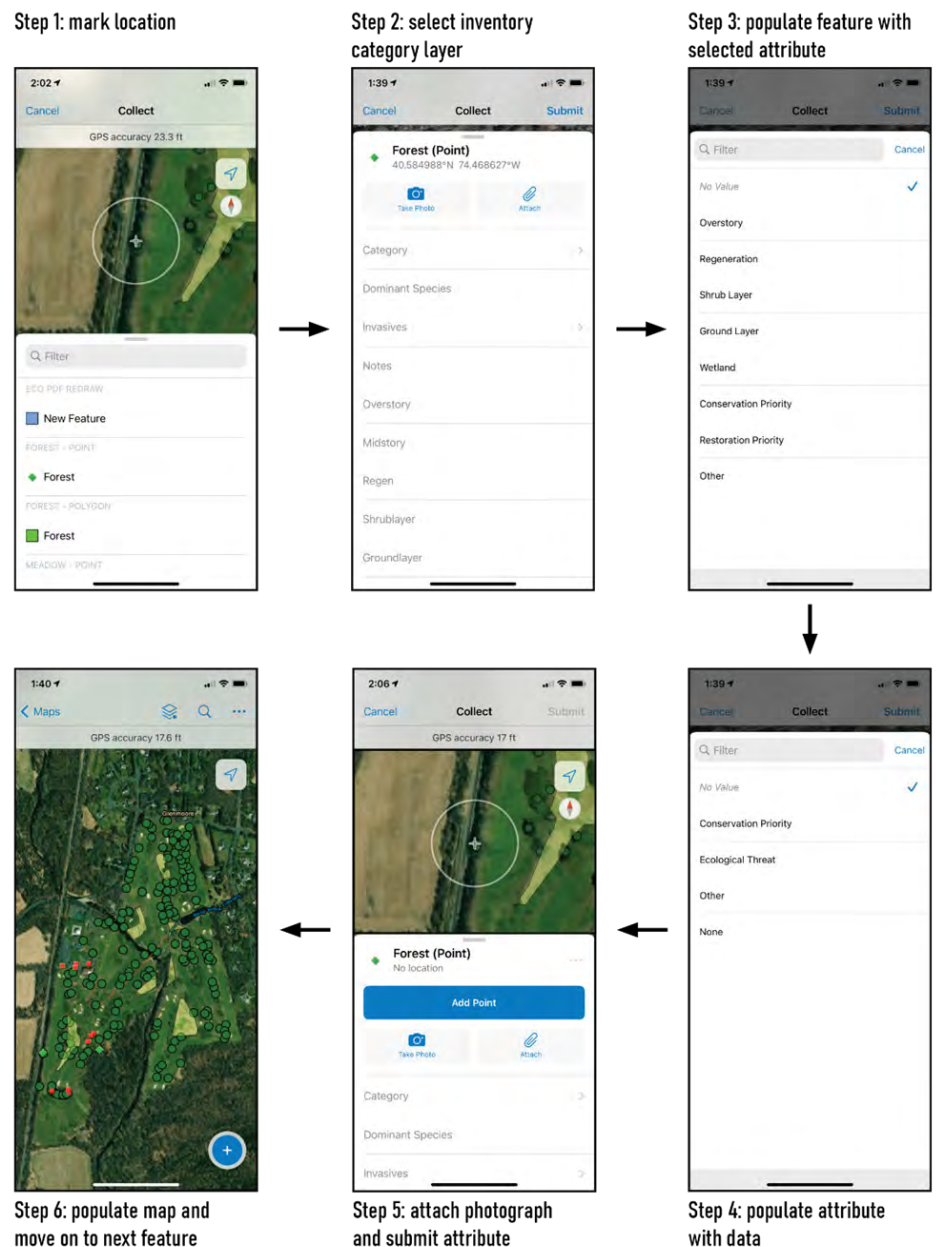 Step 1: mark location
Step 2: select inventory
category layer
Step 3: populate feature with
selected attribute
2:02
Cancel Collect
GPS accuracy 23.3 ft
Filter
ECO PDF REDRAW
New Feature
FOREST - POINT
Forest
FOREST - POLYGON
Forest
MEADOW - POINT
1:39
Cancel Collect Submit
Forest (Point)
40.584988°N 74.468627°W
Take Photo Attach
Category
Dominant Species
Invasives
Notes
Overstory
Midstory
Regen
Shrublayer
Groundlayer
1:39
Cancel Collect Submit
Filter Cancel
No Value
Overstory
Regeneration
Shrub Layer
Ground Layer
Wetland
Conservation Priority
Restoration Priority
Other
1:40
Maps
GPS accuracy 17.6 ft
Glenmoore
2:06
Cancel Collect Submit
GPS accuracy 17 ft
Forest (Point)
No location
Add Point
Take Photo Attach
Category
Dominant Species
Invasives
1:39
Cancel Collect Submit
Filter Cancel
No Value
Conservation Priority
Ecological Threat
Other
None
Step 6: populate map and
move on to next feature
Step 5: attach photograph
and submit attribute
Step 4: populate attribute
with data